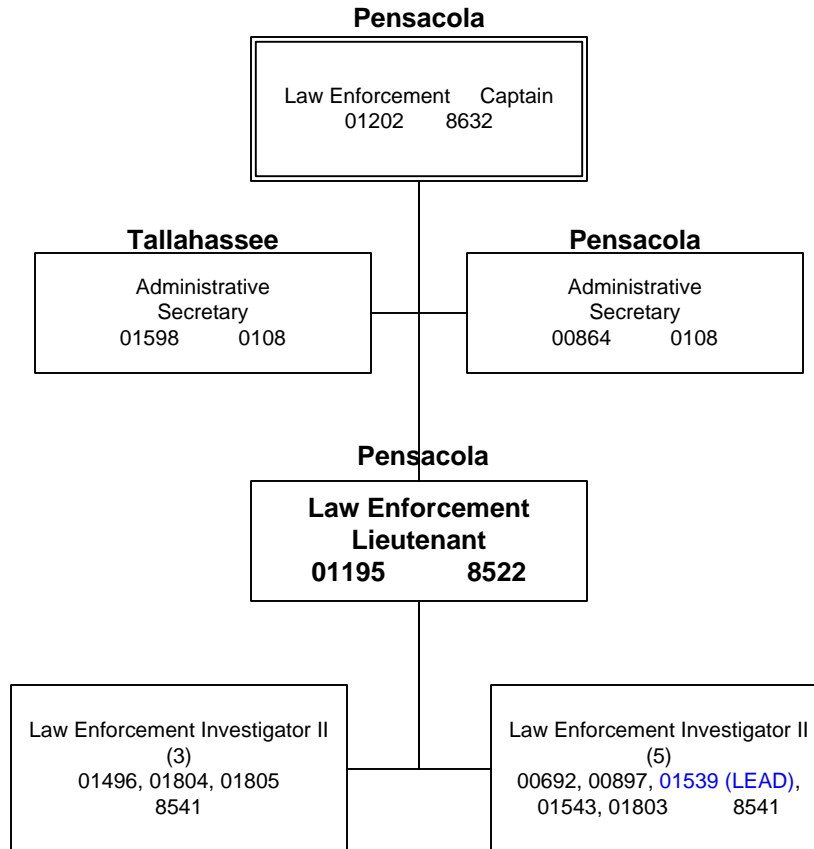 Pensacola
Law Enforcement Captain
01202 8632
Tallahassee
Administrative
Secretary
01598 0108
Pensacola
Administrative
Secretary
00864 0108
Pensacola
Law Enforcement
Lieutenant
01195 8522
Law Enforcement Investigator II
(3)
01496, 01804, 01805
8541
Law Enforcement Investigator II
(5)
00692, 00897, 01539 (LEAD),
01543, 01803 8541